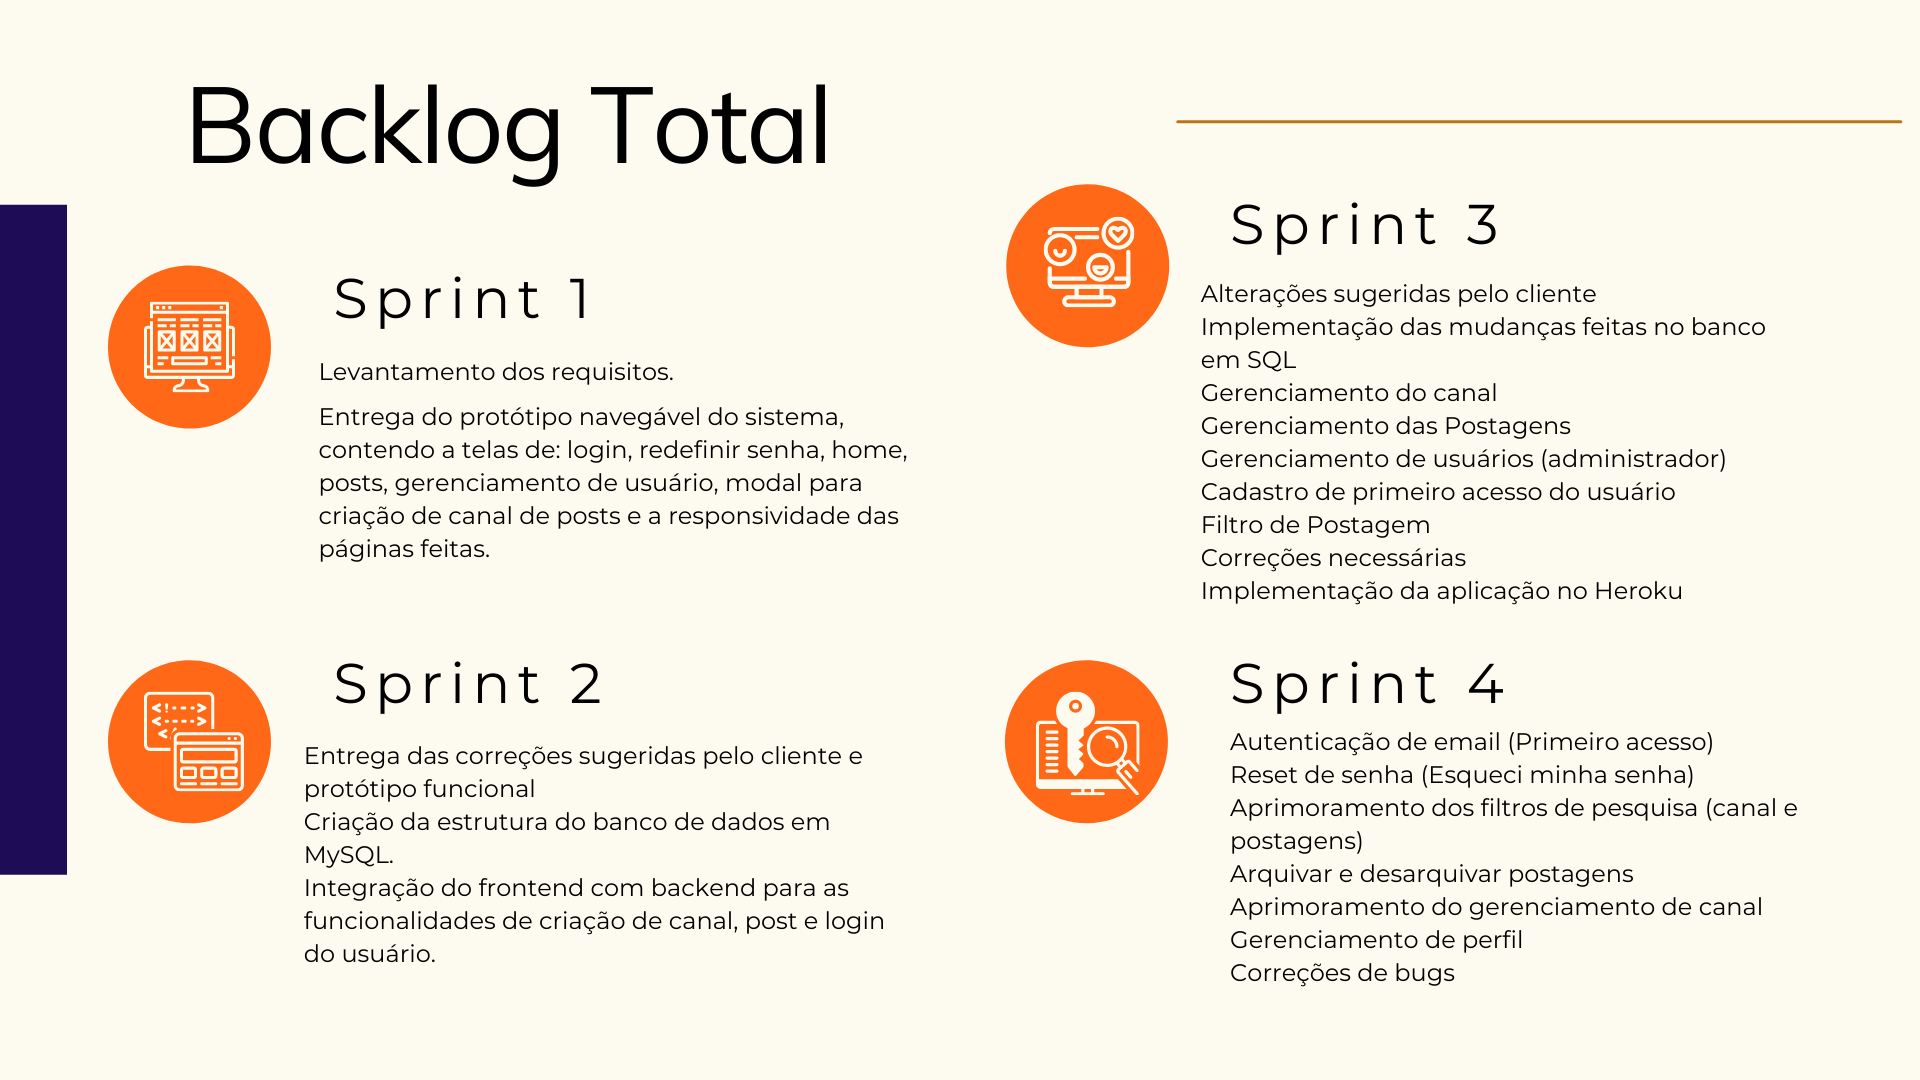 Backlog Total
Sprint 1
Levantamento dos requisitos.
Entrega do protótipo navegável do sistema,
contendo a telas de: login, redefinir senha, home,
posts, gerenciamento de usuário, modal para
criação de canal de posts e a responsividade das
páginas feitas.
Sprint 2
Entrega das correções sugeridas pelo cliente e
protótipo funcional
Criação da estrutura do banco de dados em
MySQL.
Integração do frontend com backend para as
funcionalidades de criação de canal, post e login
do usuário.
Sprint 3
Alterações sugeridas pelo cliente
Implementação das mudanças feitas no banco
em SQL
Gerenciamento do canal
Gerenciamento das Postagens
Gerenciamento de usuários (administrador)
Cadastro de primeiro acesso do usuário
Filtro de Postagem
Correções necessárias
Implementação da aplicação no Heroku
Sprint 4
Autenticação de email (Primeiro acesso)
Reset de senha (Esqueci minha senha)
Aprimoramento dos filtros de pesquisa (canal e
postagens)
Arquivar e desarquivar postagens
Aprimoramento do gerenciamento de canal
Gerenciamento de perfil
Correções de bugs